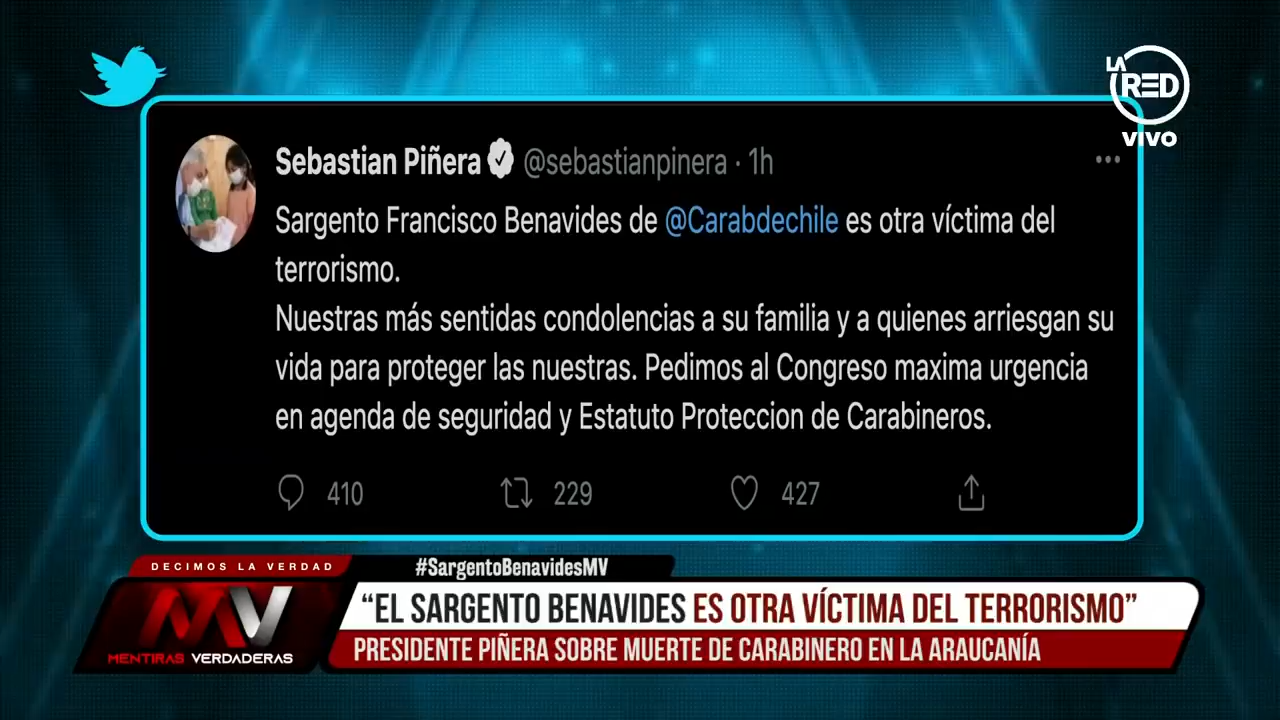 LA
RED
VIVO
Sebastian Piñera @sebastianpinera · 1h
Sargento Francisco Benavides de @Carabdechile es otra víctima del
terrorismo.
Nuestras más sentidas condolencias a su familia y a quienes arriesgan su
vida para proteger las nuestras. Pedimos al Congreso maxima urgencia
en agenda de seguridad y Estatuto Proteccion de Carabineros.
410 229 427
DECIMOS LA VERDAD
#SargentoBenavidesMV
MV
MENTIRAS VERDADERAS
“EL SARGENTO BENAVIDES ES OTRA VÍCTIMA DEL TERRORISMO”
PRESIDENTE PIÑERA SOBRE MUERTE DE CARABINERO EN LA ARAUCANÍA